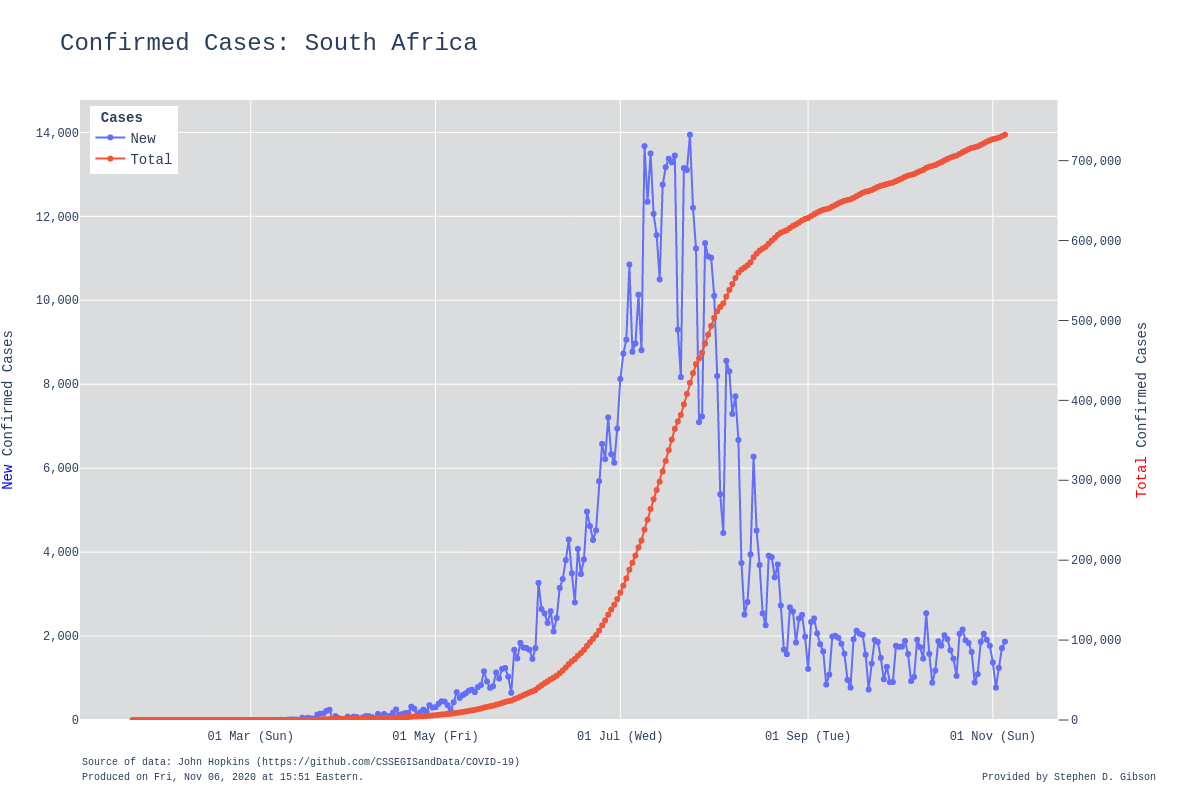 Confirmed Cases: South Africa
Cases
New
Total
14,000
12,000
10,000
8,000
6,000
4,000
2,000
0
New Confirmed Cases
700,000
600,000
500,000
400,000
300,000
200,000
100,000
0
Total Confirmed Cases
01 Mar (Sun)
01 May (Fri)
01 Jul (Wed)
01 Sep (Tue)
01 Nov (Sun)
Source of data: John Hopkins (https://github.com/CSSEGISandData/COVID-19)
Produced on Fri, Nov 06, 2020 at 15:51 Eastern.
Provided by Stephen D. Gibson